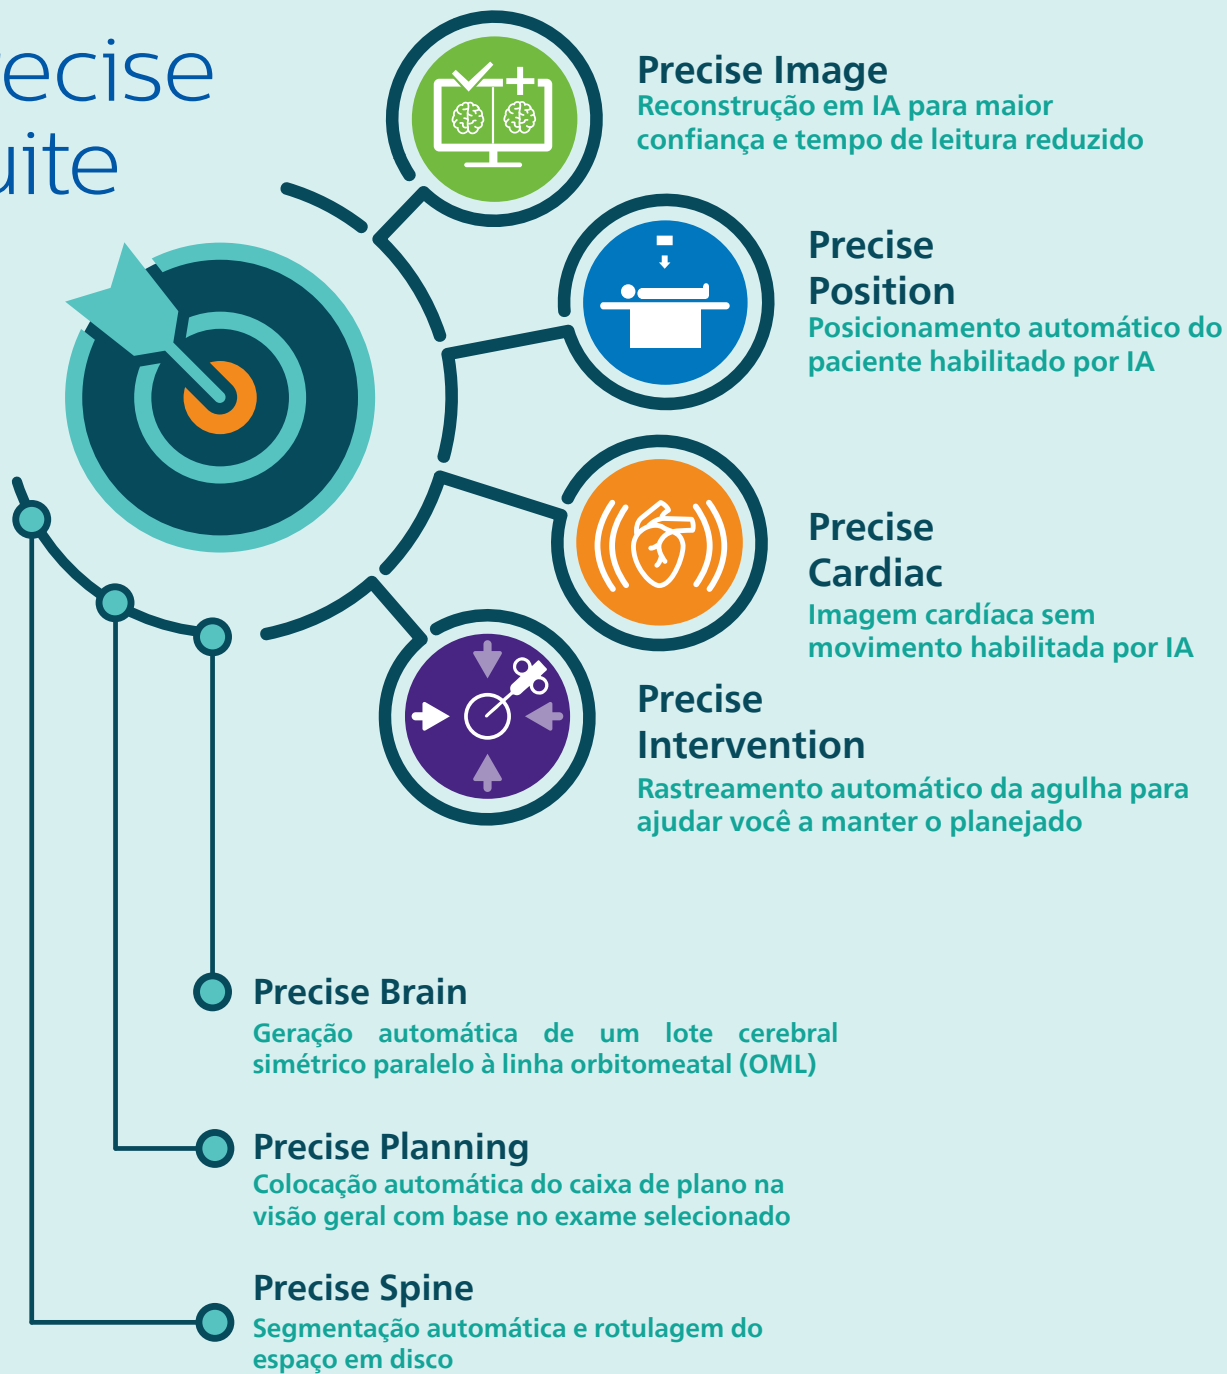 recise
uite
Precise Image
Reconstrução em IA para maior
confiança e tempo de leitura reduzido
Precise
Position
Posicionamento automático do
paciente habilitado por IA
Precise
Cardiac
Imagem cardíaca sem
movimento habilitada por IA
Precise
Intervention
Rastreamento automático da agulha para
ajudar você a manter o planejado
Precise Brain
Geração automática de um lote cerebral
simétrico paralelo à linha orbitomeatal (OML)
Precise Planning
Colocação automática do caixa de plano na
visão geral com base no exame selecionado
Precise Spine
Segmentação automática e rotulagem do
espaço em disco